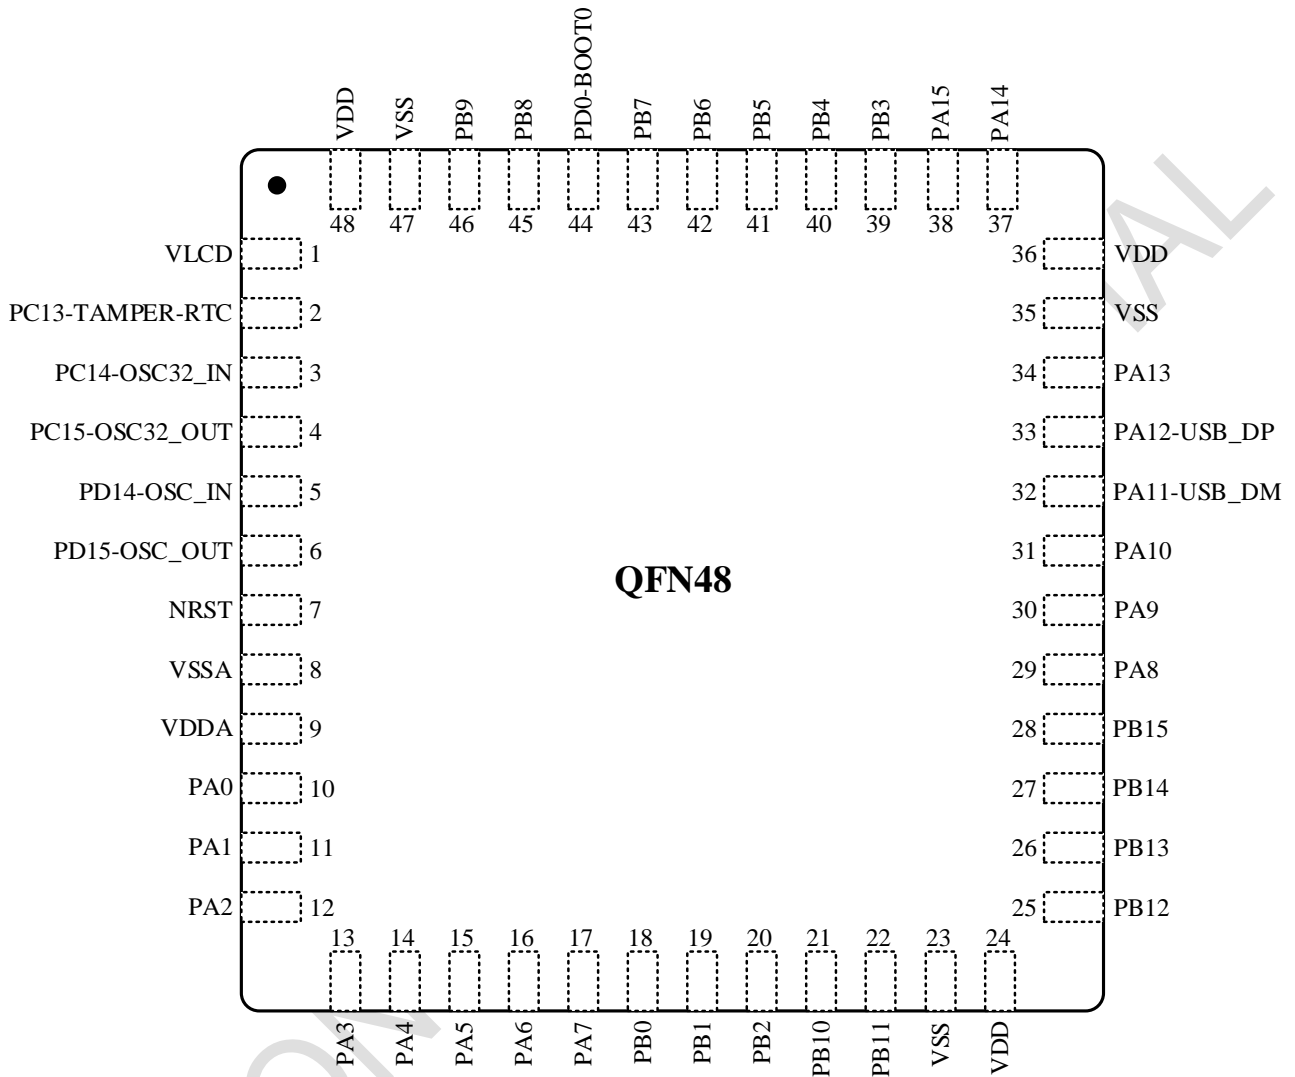 VDD
VSS
PB9
PB8
PD0-BOOT0
PB7
PB6
PB5
PB4
PB3
PA15
PA14
48
47
46
45
44
43
42
41
40
39
38
37
VLCD 1
PC13-TAMPER-RTC 2
PC14-OSC32_IN 3
PC15-OSC32_OUT 4
PD14-OSC_IN 5
PD15-OSC_OUT 6
NRST 7
VSSA 8
VDDA 9
PA0 10
PA1 11
PA2 12
QFN48
36 VDD
35 VSS
34 PA13
33 PA12-USB_DP
32 PA11-USB_DM
31 PA10
30 PA9
29 PA8
28 PB15
27 PB14
26 PB13
25 PB12
13
14
15
16
17
18
19
20
21
22
23
24
PA3
PA4
PA5
PA6
PA7
PB0
PB1
PB2
PB10
PB11
VSS
VDD